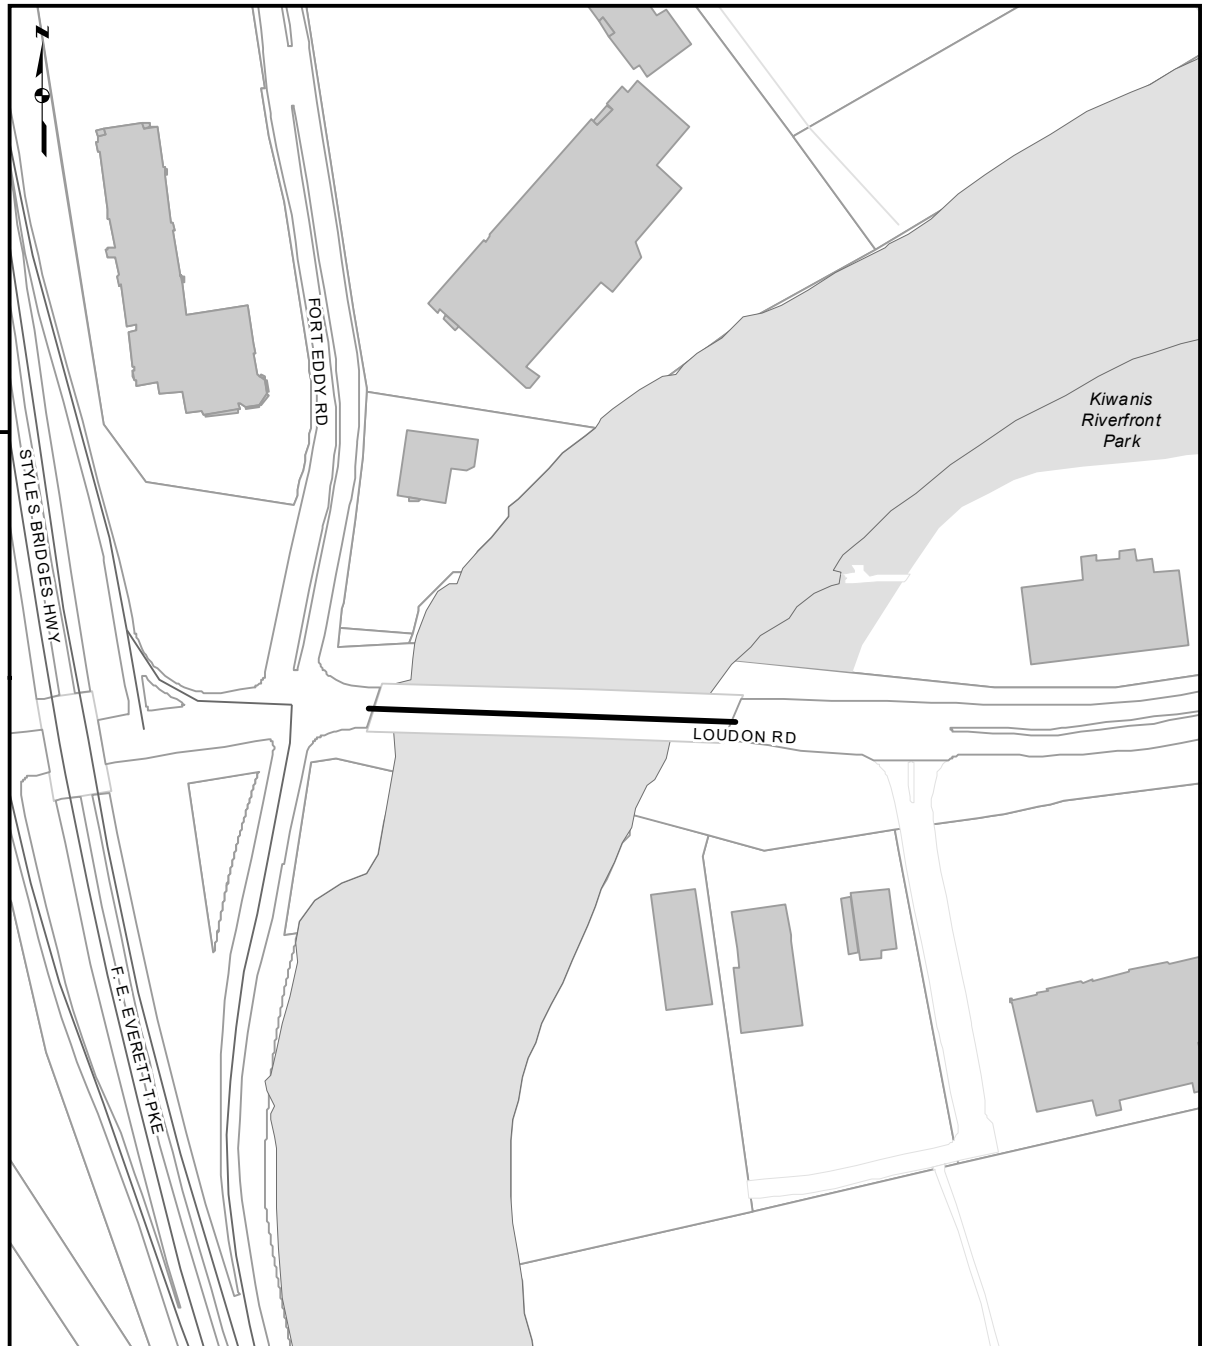 N
FORT EDDY RD
Kiwanis
Riverfront
Park
STYLES BRIDGES HWY
LOUDON RD
F. E. EVERETT TPKE